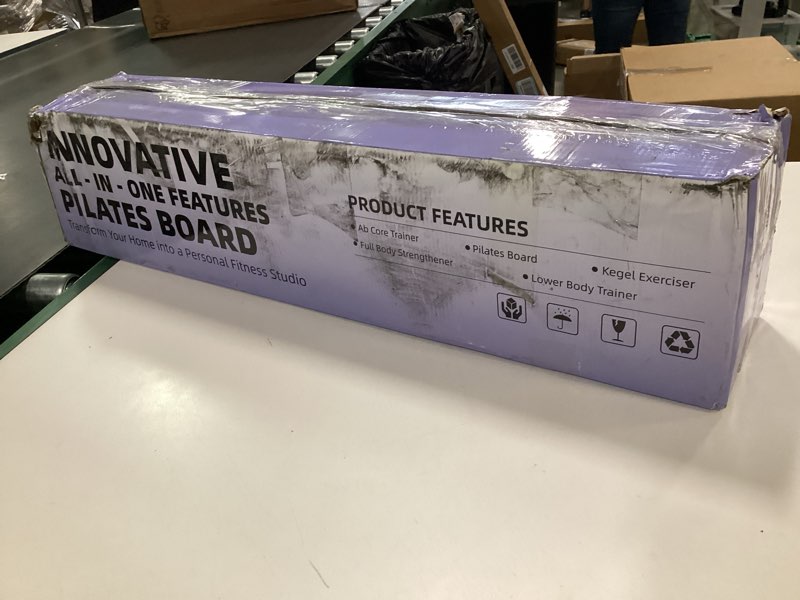 INNOVATIVE
ALL - IN - ONE FEATURES
PILATES BOARD
Transform Your Home into a Personal Fitness Studio
PRODUCT FEATURES
• Ab Core Trainer
• Pilates Board
• Kegel Exerciser
• Full Body Strengthener
• Lower Body Trainer